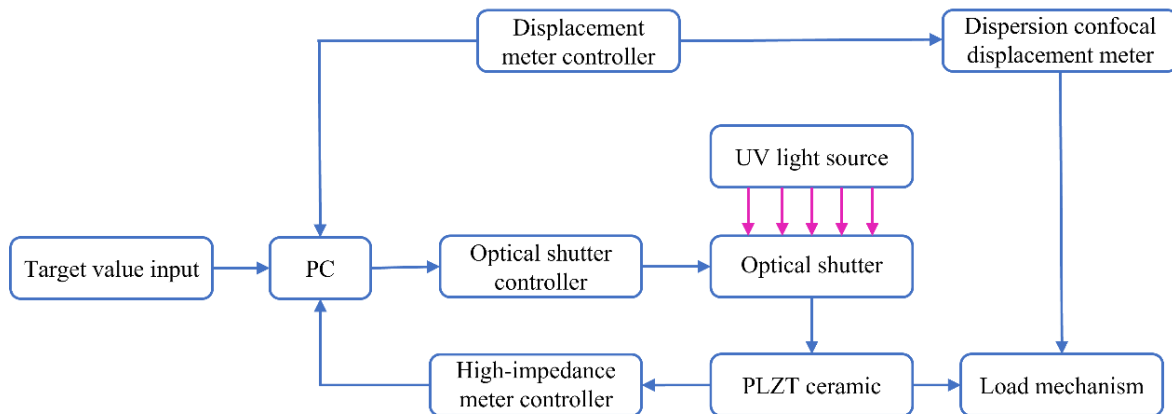 Displacement
meter controller
Dispersion confocal
displacement meter
UV light source
Target value input
PC
Optical shutter
controller
Optical shutter
High-impedance
meter controller
PLZT ceramic
Load mechanism